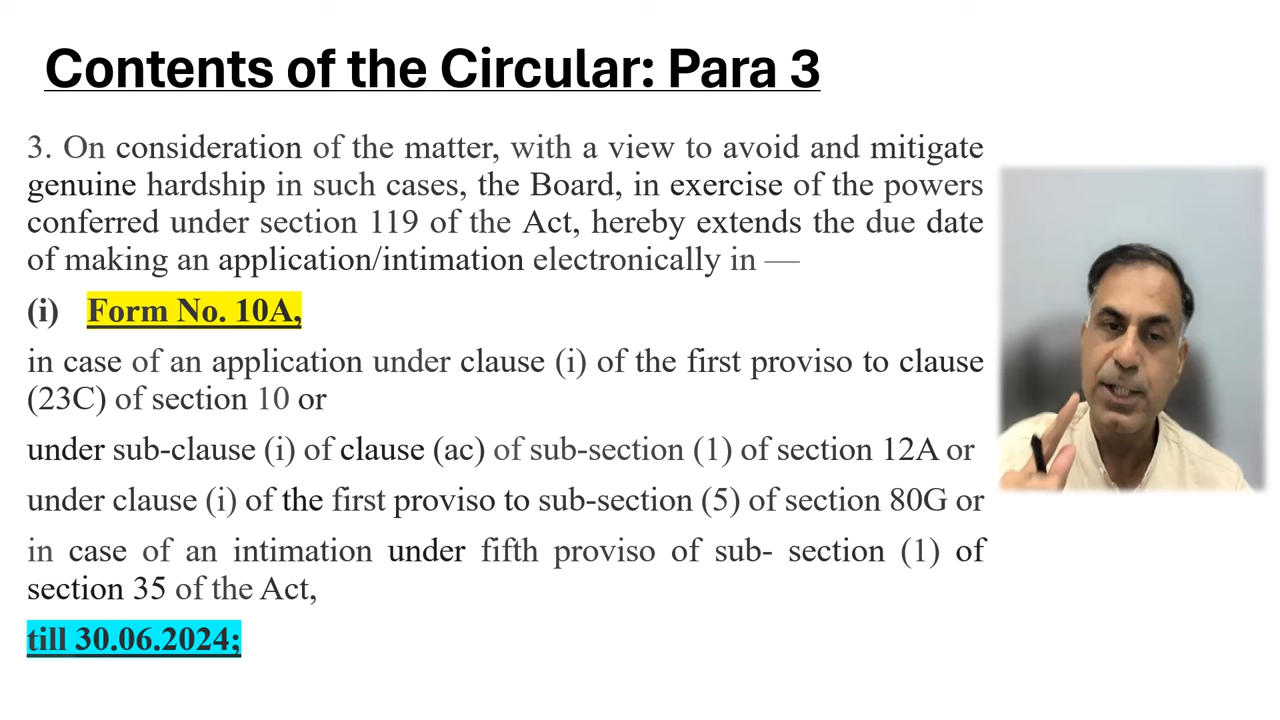 Contents of the Circular: Para 3
3. On consideration of the matter, with a view to avoid and mitigate
genuine hardship in such cases, the Board, in exercise of the powers
conferred under section 119 of the Act, hereby extends the due date
of making an application/intimation electronically in —
(i) Form No. 10A,
in case of an application under clause (i) of the first proviso to clause
(23C) of section 10 or
under sub-clause (i) of clause (ac) of sub-section (1) of section 12A or
under clause (i) of the first proviso to sub-section (5) of section 80G or
in case of an intimation under fifth proviso of sub- section (1) of
section 35 of the Act,
till 30.06.2024;